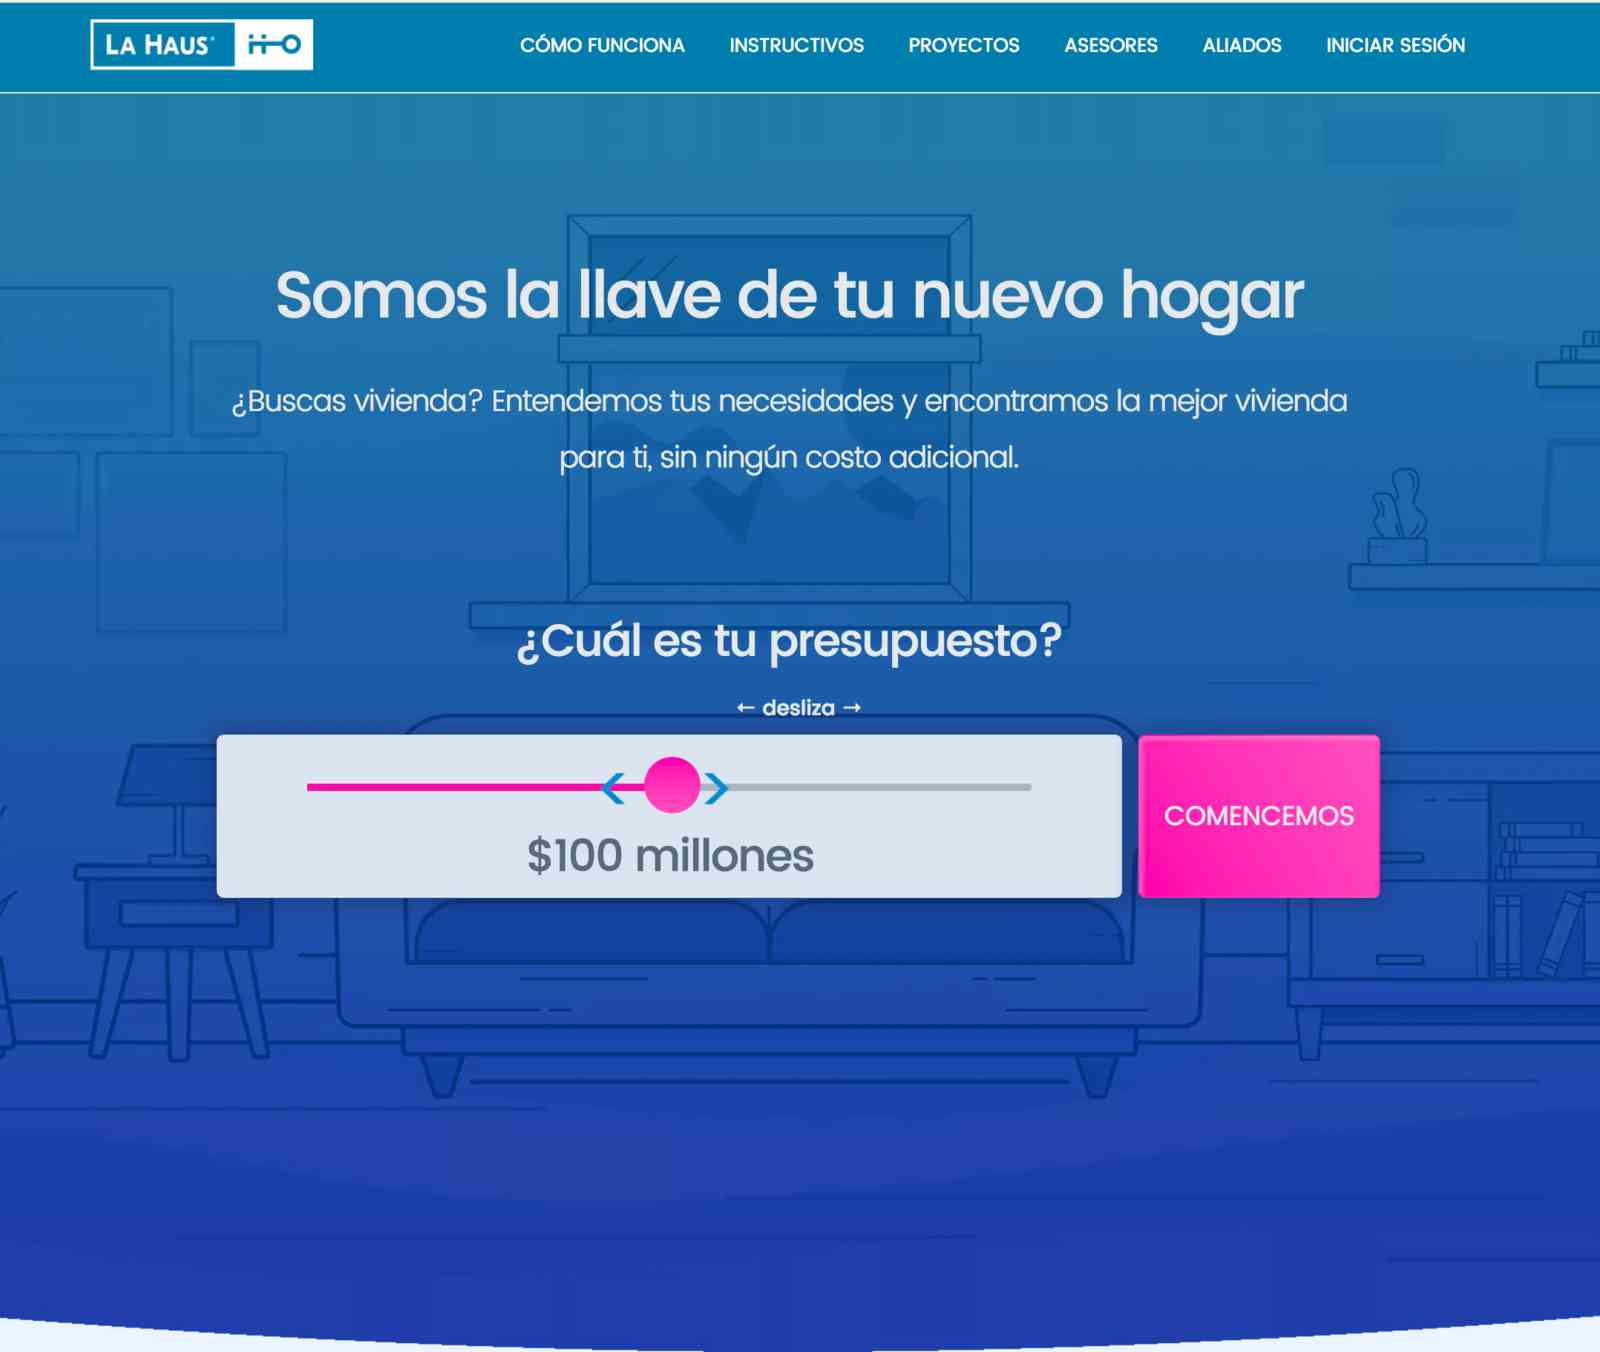 LA HAUS
CÓMO FUNCIONA INSTRUCTIVOS PROYECTOS ASESORES ALIADOS INICIAR SESIÓN
Somos la llave de tu nuevo hogar
¿Buscas vivienda? Entendemos tus necesidades y encontramos la mejor vivienda
para ti, sin ningún costo adicional.
¿Cuál es tu presupuesto?
← desliza →
$100 millones
COMENCEMOS